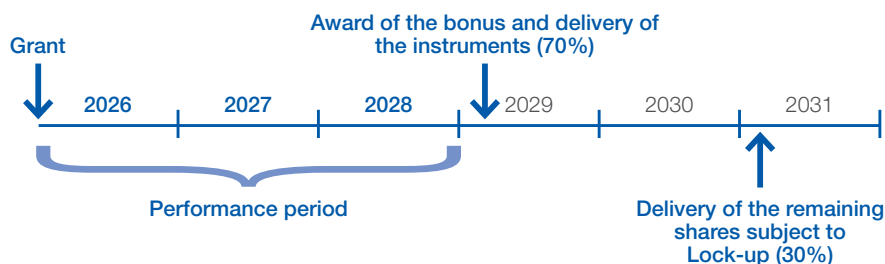 Award of the bonus and delivery of
the instruments (70%)
Grant
2026 2027 2028 2029 2030 2031
Performance period
Delivery of the remaining
shares subject to
Lock-up (30%)